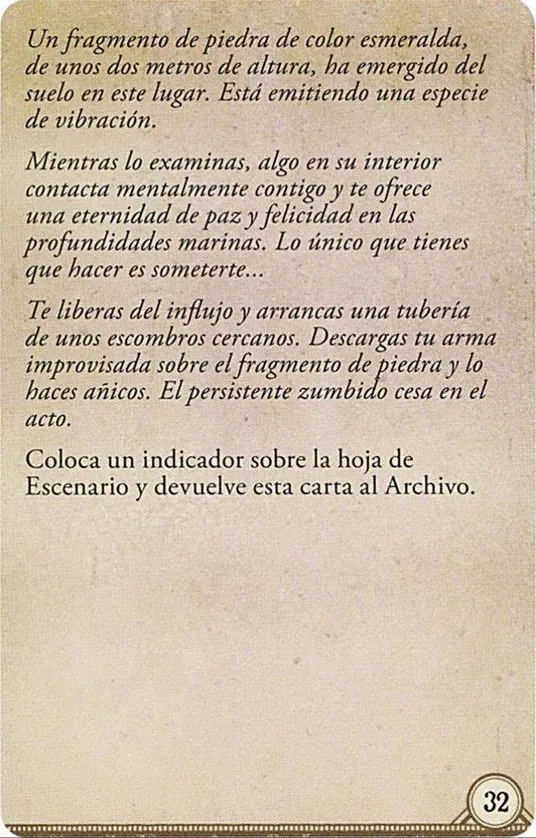 Un fragmento de piedra de color esmeralda,
de unos dos metros de altura, ha emergido del
suelo en este lugar. Está emitiendo una especie
de vibración.
Mientras lo examinas, algo en su interior
contacta mentalmente contigo y te ofrece
una eternidad de paz y felicidad en las
profundidades marinas. Lo único que tienes
que hacer es someterte...
Te liberas del influjo y arrancas una tubería
de unos escombros cercanos. Descargas tu arma
improvisada sobre el fragmento de piedra y lo
haces añicos. El persistente zumbido cesa en el
acto.
Coloca un indicador sobre la hoja de
Escenario y devuelve esta carta al Archivo.
32